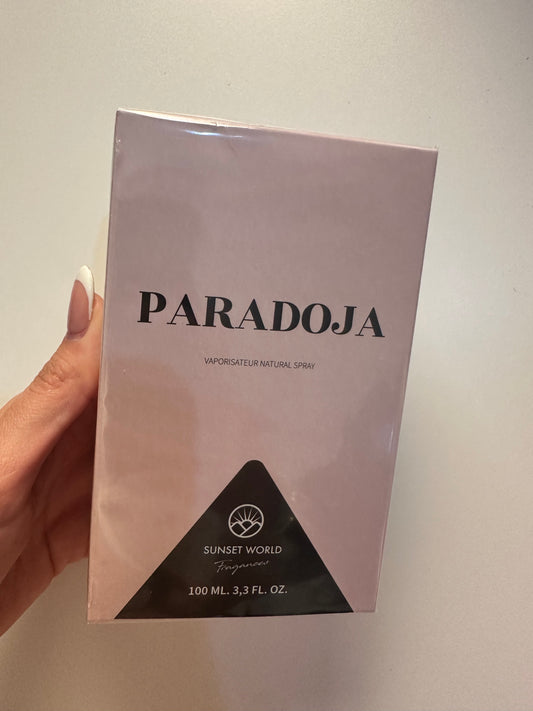 PARADOJA
VAPORISATEUR NATURAL SPRAY
SUNSET WORLD
Fragances
100 ML. 3,3 FL. OZ.